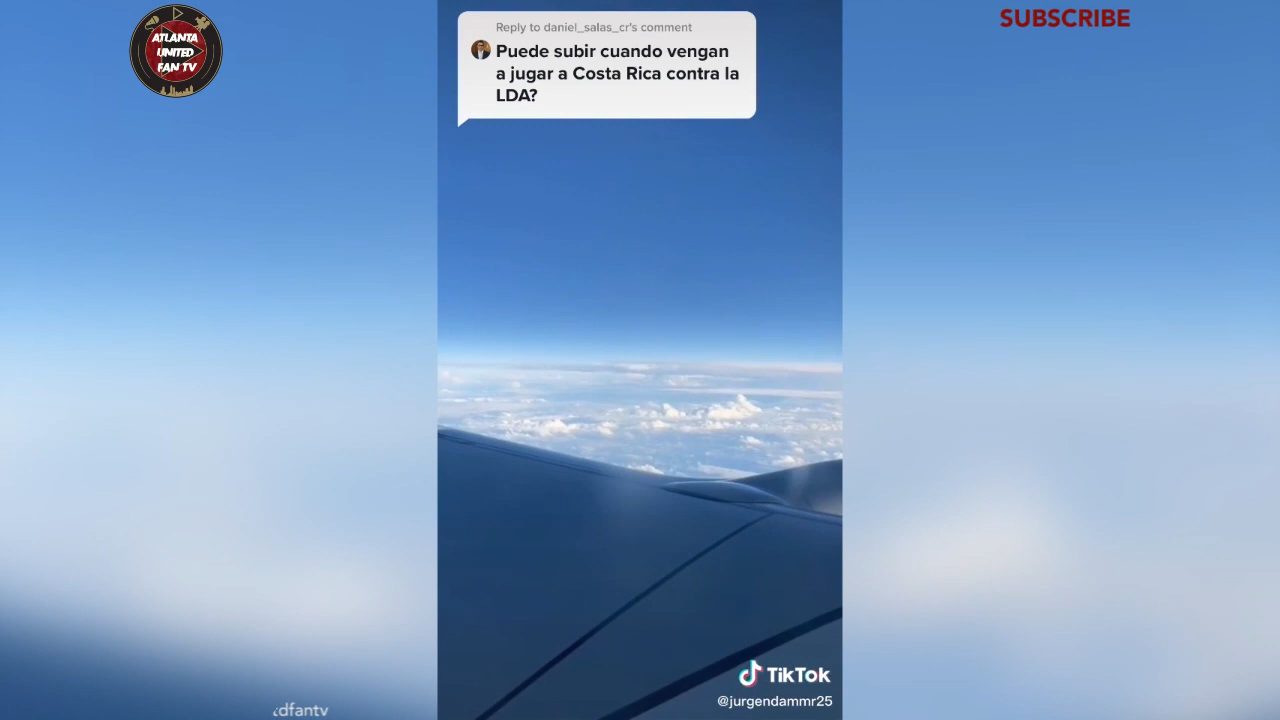 ATLANTA
UNITED
FAN TV
SUBSCRIBE
Reply to daniel_salas_cr's comment
Puede subir cuando vengan
a jugar a Costa Rica contra la
LDA?
TikTok
@jurgendammr25
dfantv